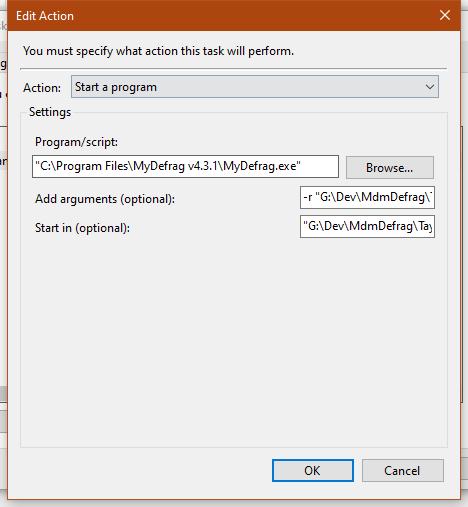 Edit Action
You must specify what action this task will perform.
Action: Start a program
Settings
Program/script:
"C:\Program Files\MyDefrag v4.3.1\MyDefrag.exe" Browse...
Add arguments (optional): -r "G:\Dev\MdmDefrag\
Start in (optional): "G:\Dev\MdmDefrag\Tay
OK Cancel